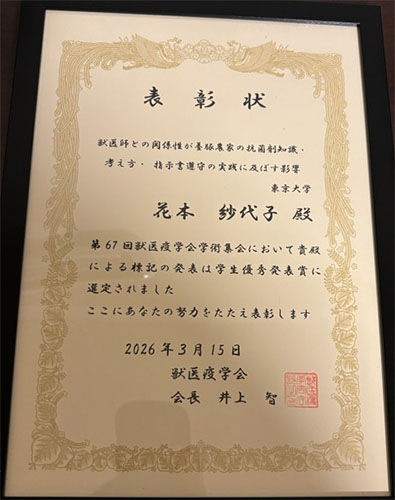 表彰状
獣医師との関係性が養豚農家の抗菌剤知識・
考え方・指示書遵守の実践に及ぼす影響
東京大学
花本 紗代子 殿
第67回獣医疫学会学術集会において貴殿
による標記の発表は学生優秀発表賞に
選定されました
ここにあなたの努力をたたえ表彰します
2026年3月15日
獣医疫学会
会長 井上 智